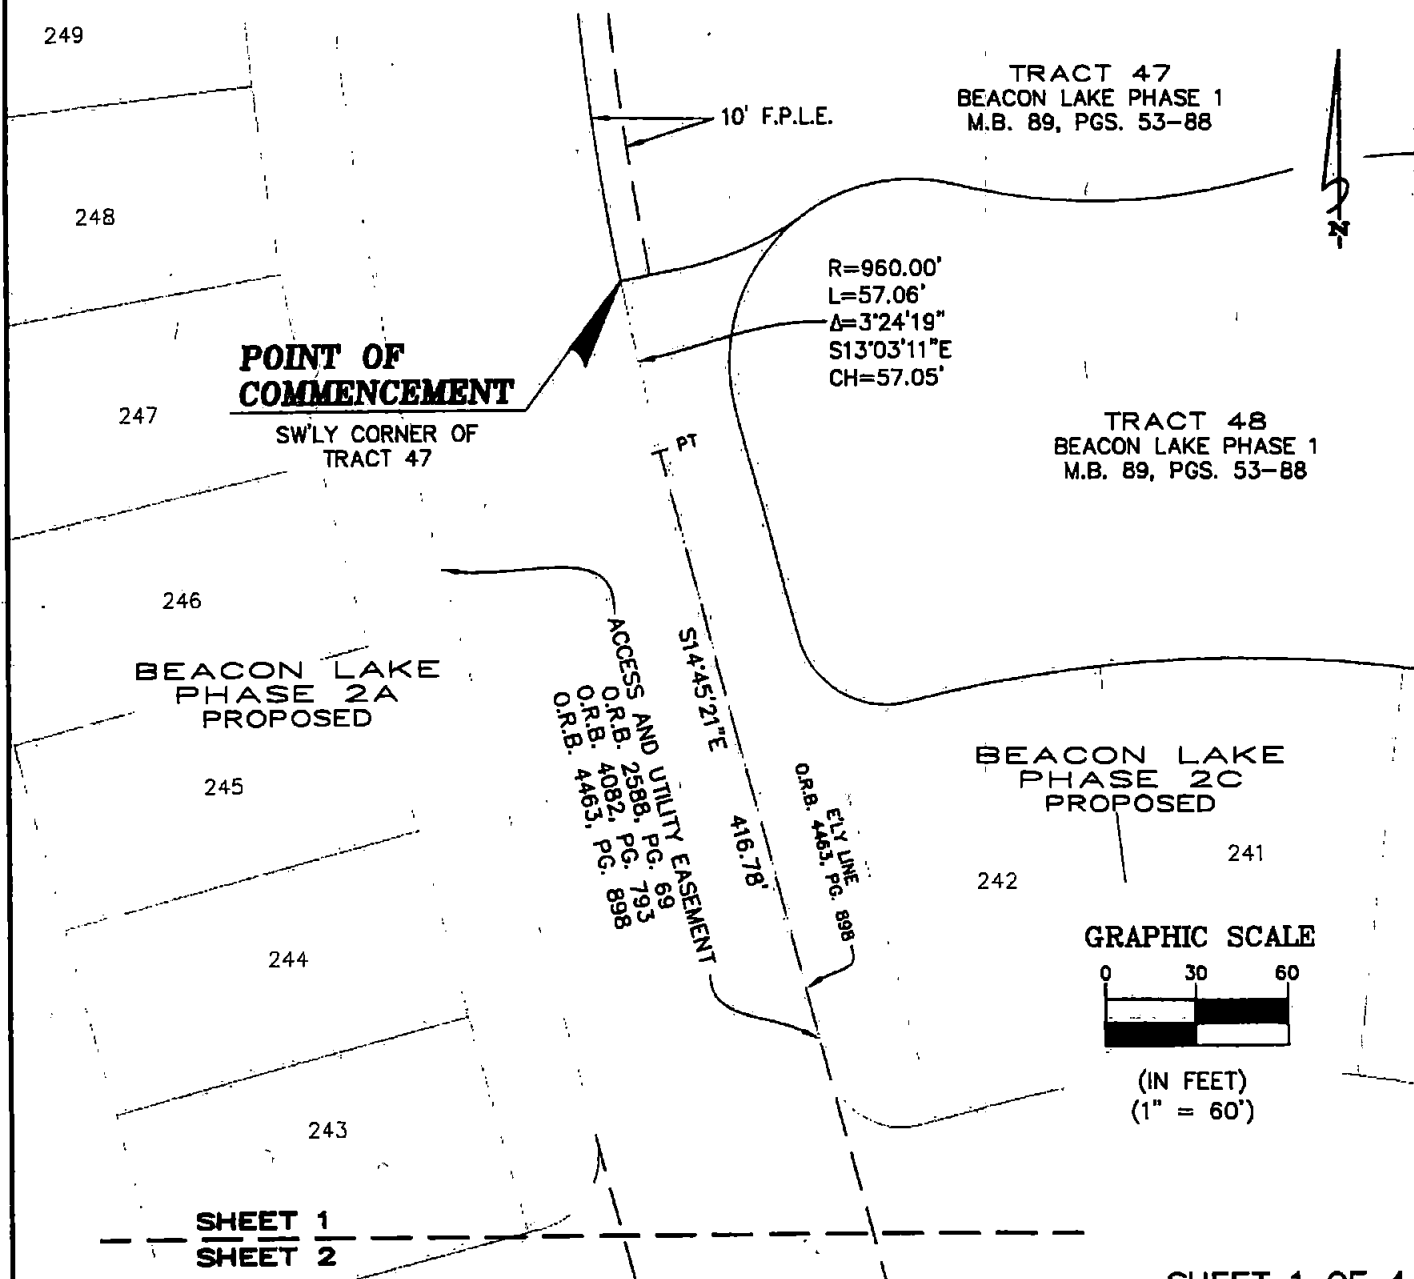 249
TRACT 47
BEACON LAKE PHASE 1
M.B. 89, PGS. 53-88
10' F.P.L.E.
248
N
R=960.00'
L=57.06'
Δ=3°24'19"
S13°03'11"E
CH=57.05'
POINT OF
COMMENCEMENT
SW'LY CORNER OF
TRACT 47
247
TRACT 48
BEACON LAKE PHASE 1
M.B. 89, PGS. 53-88
PT
246
BEACON LAKE
PHASE 2A
PROPOSED
ACCESS AND UTILITY EASEMENT
O.R.B. 2588, PG. 69
O.R.B. 4082, PG. 793
O.R.B. 4463, PG. 898
S14°45'21"E
416.78'
E'LY LINE
O.R.B. 4463, PG. 898
BEACON LAKE
PHASE 2C
PROPOSED
245
241
242
GRAPHIC SCALE
0 30 60
(IN FEET)
(1" = 60')
244
243
SHEET 1
SHEET 2
SHEET 1 OF 4